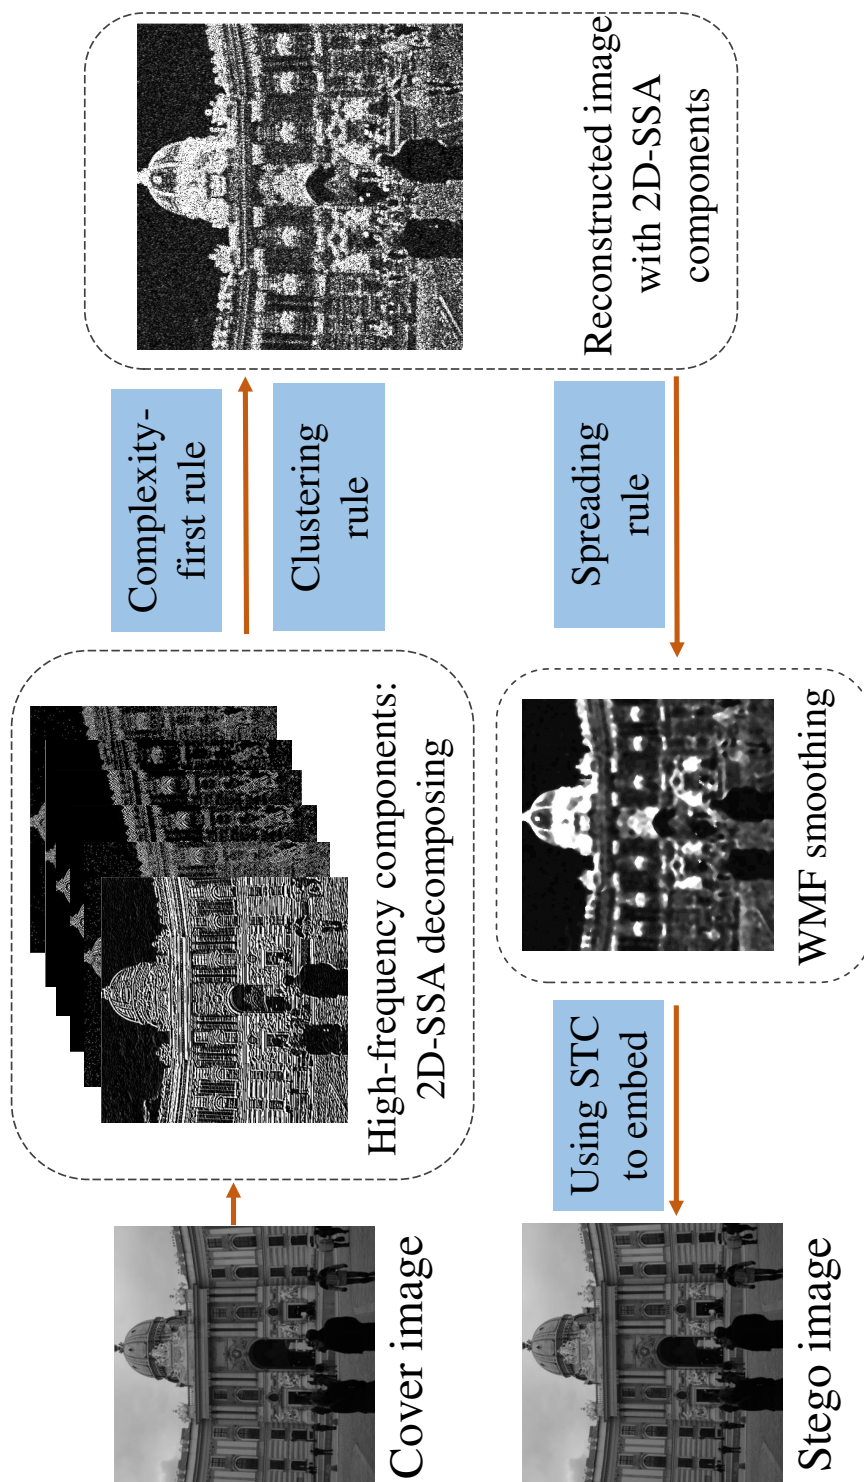 Cover image
High-frequency components:
2D-SSA decomposing
Complexity-
first rule
Clustering
rule
Reconstructed image
with 2D-SSA
components
Spreading
rule
WMF smoothing
Using STC
to embed
Stego image